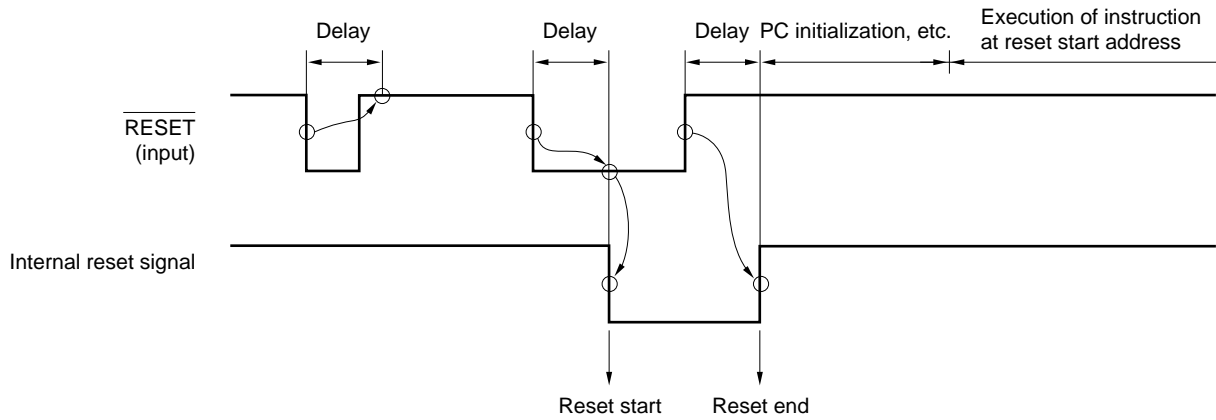 Execution of instruction
at reset start address
Delay
Delay
Delay
PC initialization, etc.
RESET
(input)
Internal reset signal
Reset start
Reset end